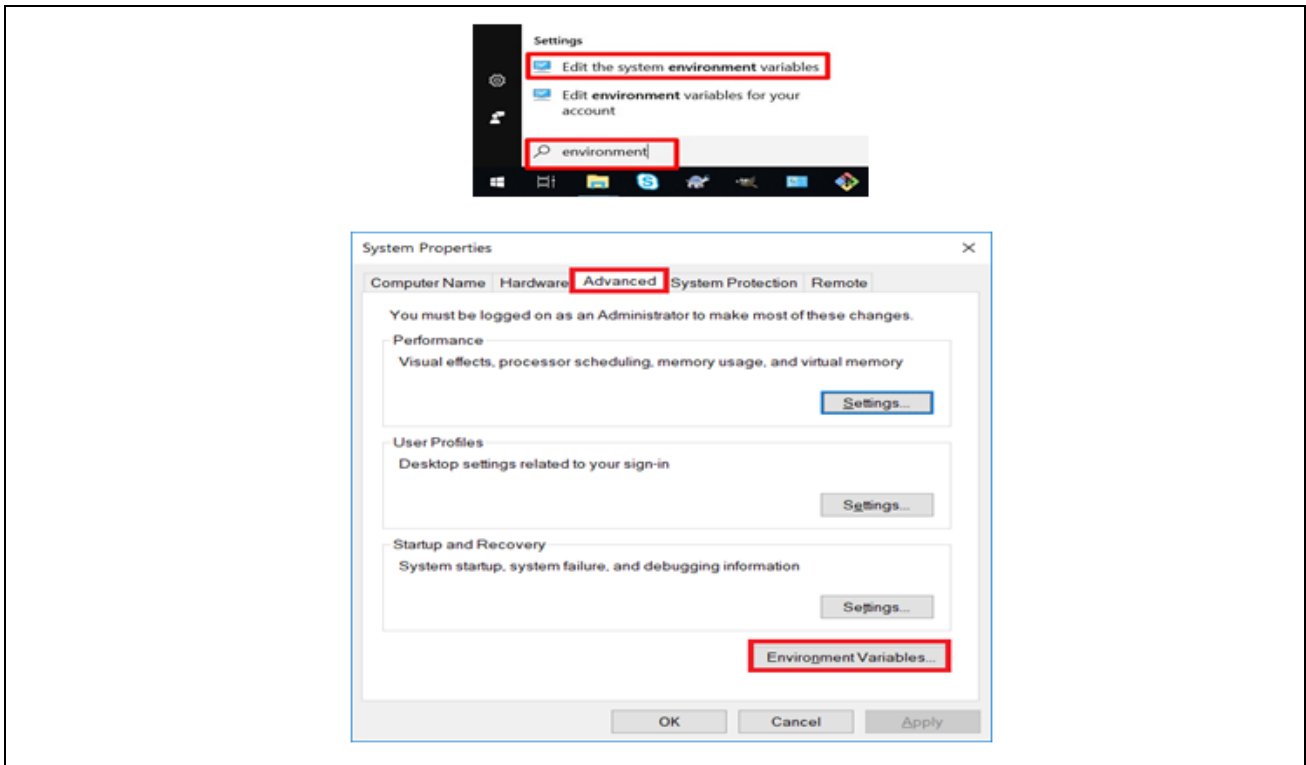 Settings
Edit the system environment variables
Edit environment variables for your
account
environment
System Properties
Computer Name Hardware Advanced System Protection Remote
You must be logged on as an Administrator to make most of these changes.
Performance
Visual effects, processor scheduling, memory usage, and virtual memory
Settings...
User Profiles
Desktop settings related to your sign-in
Settings...
Startup and Recovery
System startup, system failure, and debugging information
Settings...
Environment Variables...
OK Cancel Apply